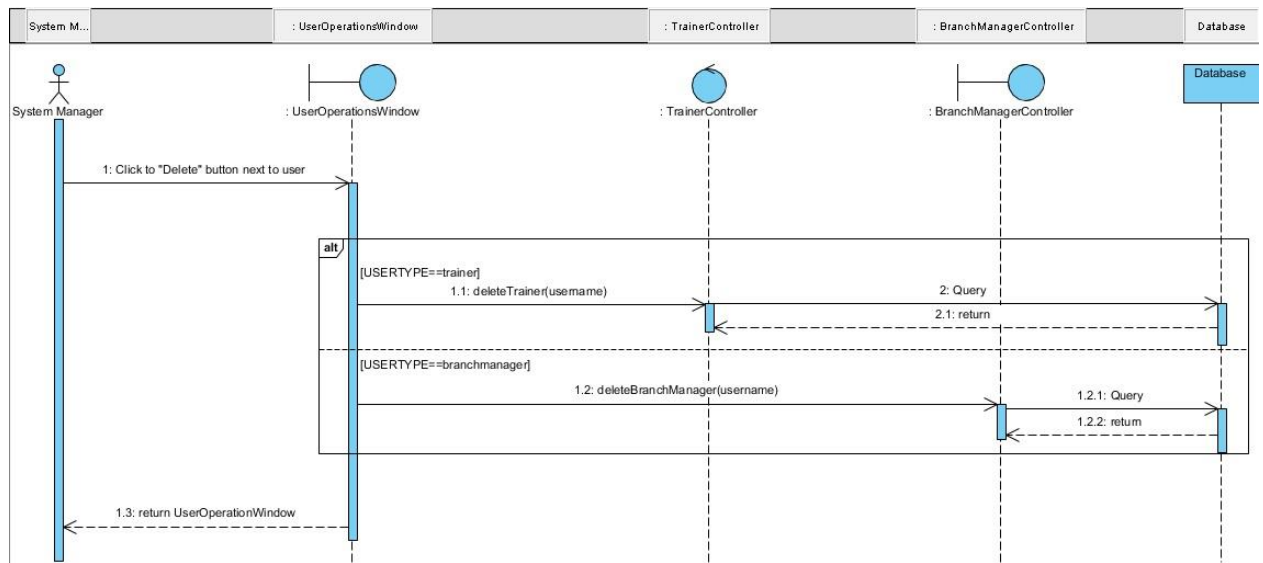 System M...
: UserOperationsWindow
: TrainerController
: BranchManagerController
Database
Database
System Manager
: UserOperationsWindow
: TrainerController
: BranchManagerController
1: Click to "Delete" button next to user
alt
[USERTYPE==trainer]
1.1: deleteTrainer(username)
2: Query
2.1: return
[USERTYPE==branchmanager]
1.2: deleteBranchManager(username)
1.2.1: Query
1.2.2: return
1.3: return UserOperationWindow